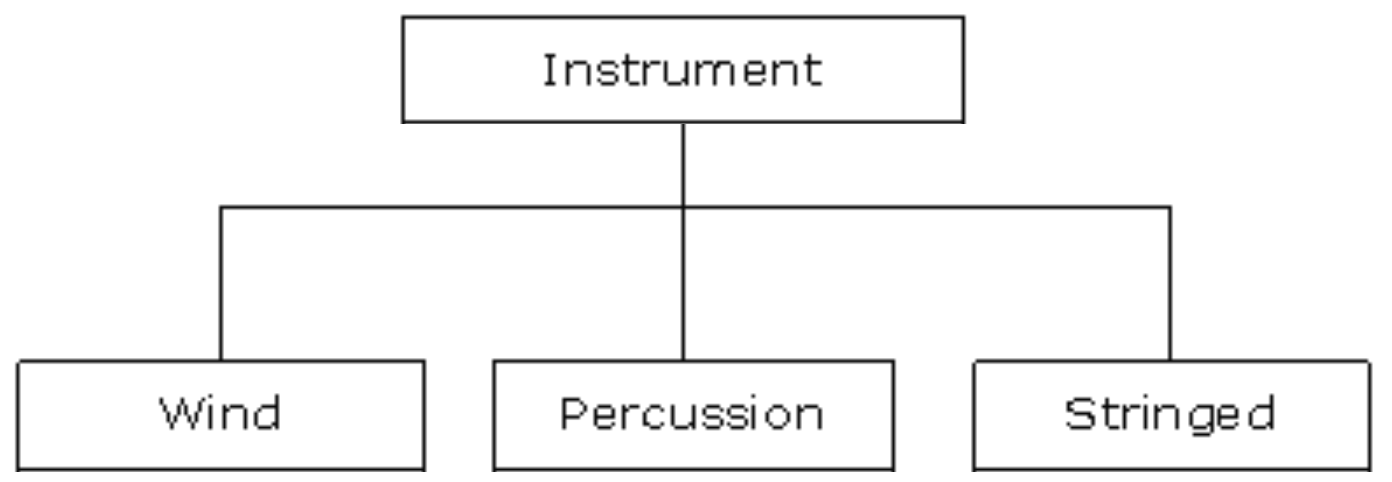 Instrument
Wind
Percussion
Stringed